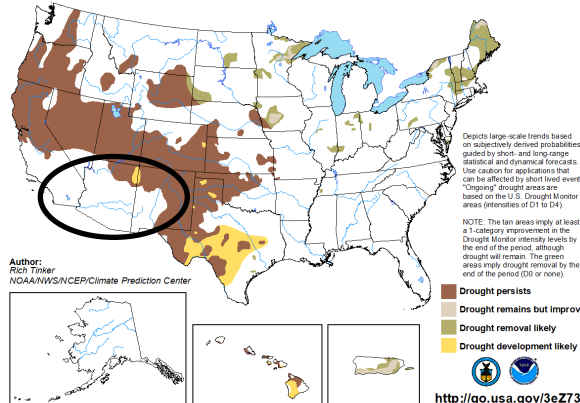 Depicts large-scale trends based
on subjectively derived probabilities
guided by short- and long-range
statistical and dynamical forecasts.
Use caution for applications that
can be affected by short lived event
"Ongoing" drought areas are
based on the U.S. Drought Monitor
areas (intensities of D1 to D4).
NOTE: The tan areas imply at least
a 1-category improvement in the
Drought Monitor intensity levels by
the end of the period, although
drought will remain. The green
areas imply drought removal by the
end of the period (D0 or none).
Author:
Rich Tinker
NOAA/NWS/NCEP/Climate Prediction Center
Drought persists
Drought remains but improv
Drought removal likely
Drought development likely
http://go.usa.gov/3eZ73